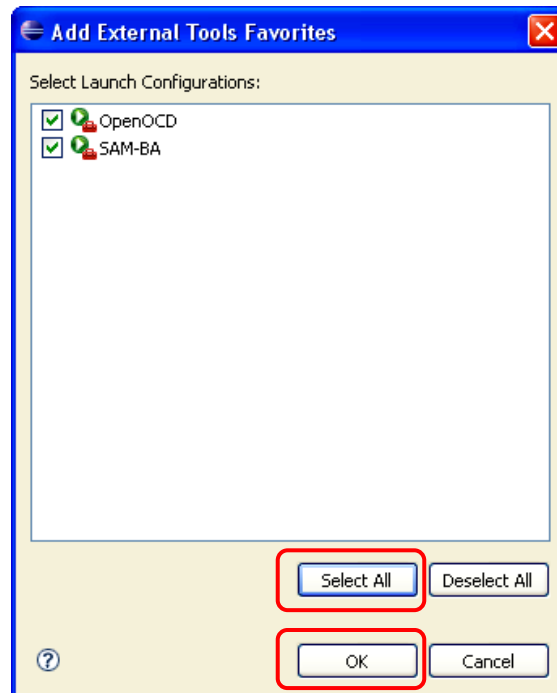 Add External Tools Favorites
Select Launch Configurations:
OpenOCD
SAM-BA
Select All Deselect All
? OK Cancel